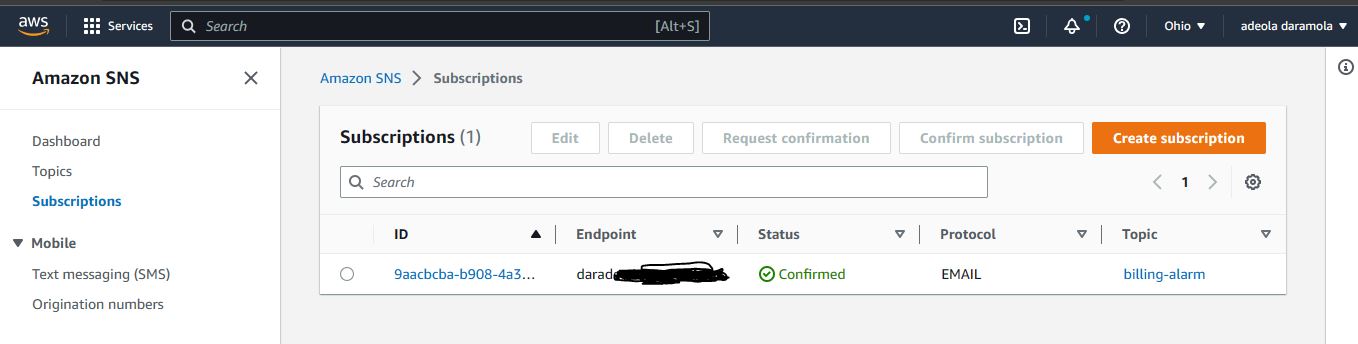 aws Services Search [Alt+S] Ohio adeola daramola
Amazon SNS
Amazon SNS Subscriptions
Dashboard
Topics
Subscriptions
Mobile
Text messaging (SMS)
Origination numbers
Subscriptions (1) Edit Delete Request confirmation Confirm subscription Create subscription
Search 1
ID Endpoint Status Protocol Topic
9aacbcba-b908-4a3... Confirmed EMAIL billing-alarm